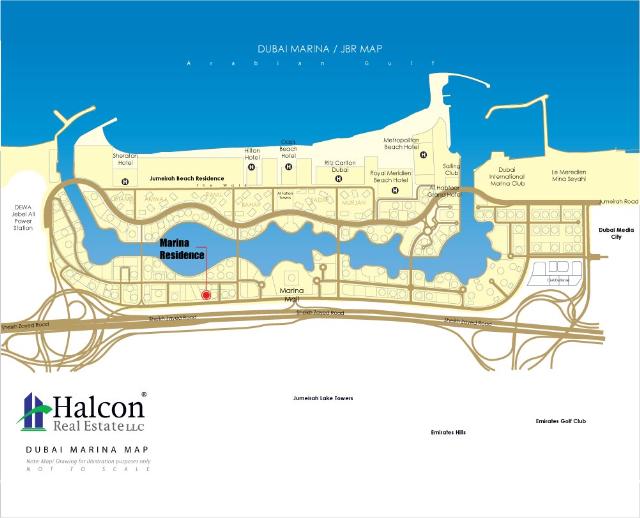 DUBAI MARINA / JBR MAP
Arabian Gulf
Metropolitan
Beach Hotel
H
Oasis
Beach
Hotel
H
Hilton
Hotel
H
Sheraton
Hotel
H
Ritz Carlton
Dubai
H
Royal Meridien
Beach Hotel
H
Sailing
Club
Dubai
International
Marina Club
Le Meredien
Mina Seyahi
Jumeirah Beach Residence
The Walk
Al Habtoor
Grand Hotel
Jumeirah Road
DEWA
Jebel Ali
Power
Station
Dubai Media
City
Marina
Residence
Marina
Mall
Sheikh Zayed Road
Sheikh Zayed Road
Sheikh Zayed Road
Sheikh Zayed Road
Jumeirah Lake Towers
Emirates Hills
Emirates Golf Club
Halcon®
Real Estate LLC
DUBAI MARINA MAP
Note: Map/ Drawing for illustration purposes only
NOT TO SCALE